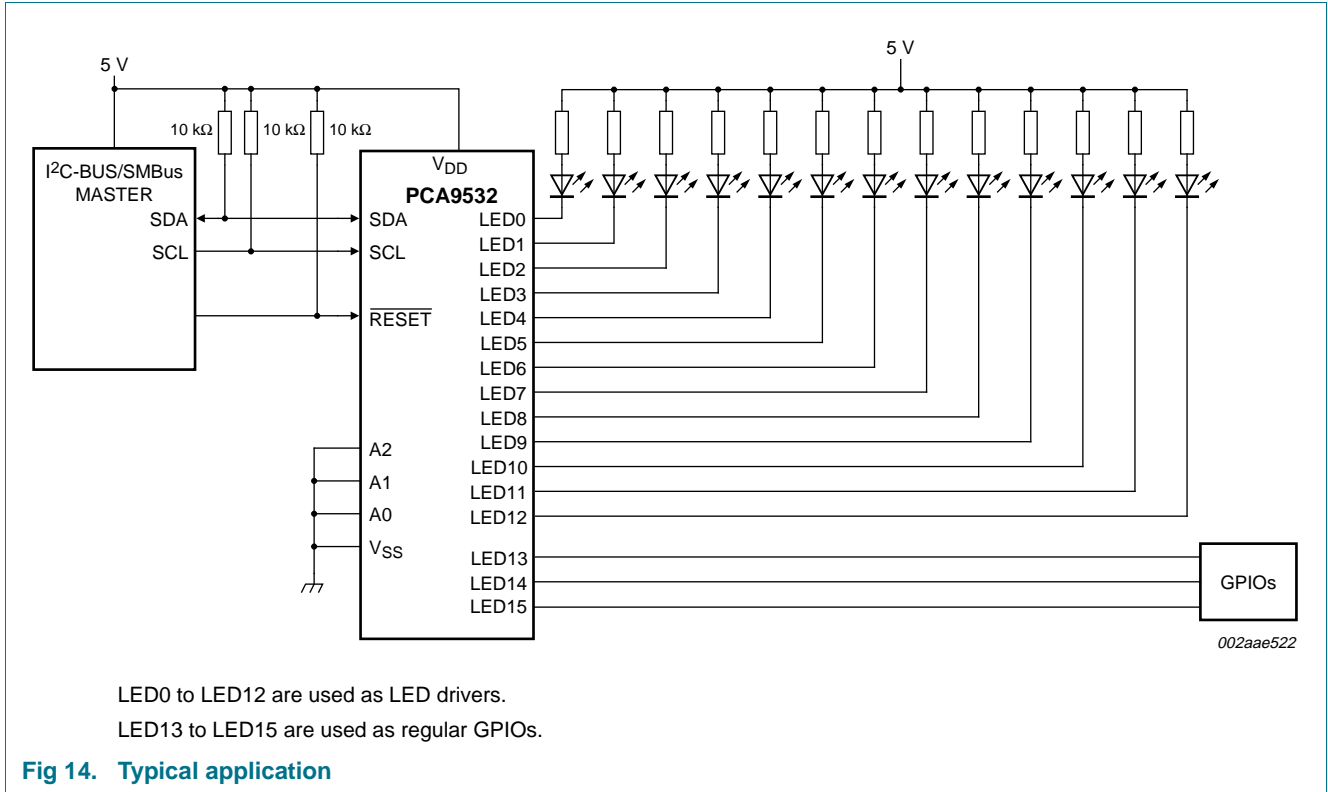 5 V
5 V
10 kΩ
10 kΩ
10 kΩ
I2C-BUS/SMBus
MASTER
SDA
SCL
VDD
PCA9532
SDA
SCL
RESET
A2
A1
A0
VSS
LED0
LED1
LED2
LED3
LED4
LED5
LED6
LED7
LED8
LED9
LED10
LED11
LED12
LED13
LED14
LED15
GPIOs
002aae522
LED0 to LED12 are used as LED drivers.
LED13 to LED15 are used as regular GPIOs.
Fig 14. Typical application